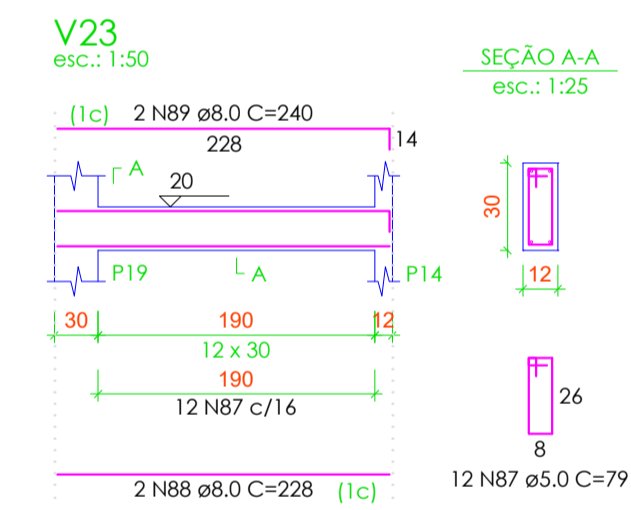 V23
esc.: 1:50
SEÇÃO A-A
esc.: 1:25
(1c) 2 N89 ø8.0 C=240
228
14
A
20
30
12
P19
A
P14
30 190 12
12 x 30
190
12 N87 c/16
26
8
12 N87 ø5.0 C=79
2 N88 ø8.0 C=228 (1c)